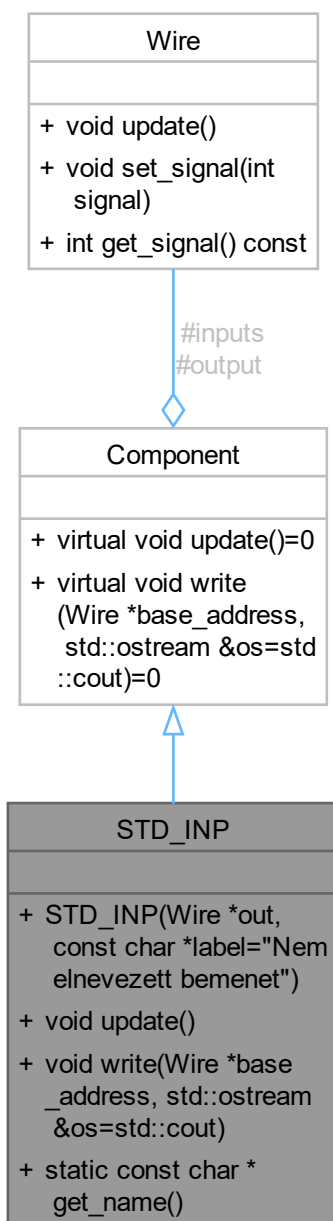 Wire
+ void update()
+ void set_signal(int
signal)
+ int get_signal() const
#inputs
#output
Component
+ virtual void update()=0
+ virtual void write
(Wire *base_address,
std::ostream &os=std
::cout)=0
STD_INP
+ STD_INP(Wire *out,
const char *label="Nem
elnevezett bemenet")
+ void update()
+ void write(Wire *base
_address, std::ostream
&os=std::cout)
+ static const char *
get_name()